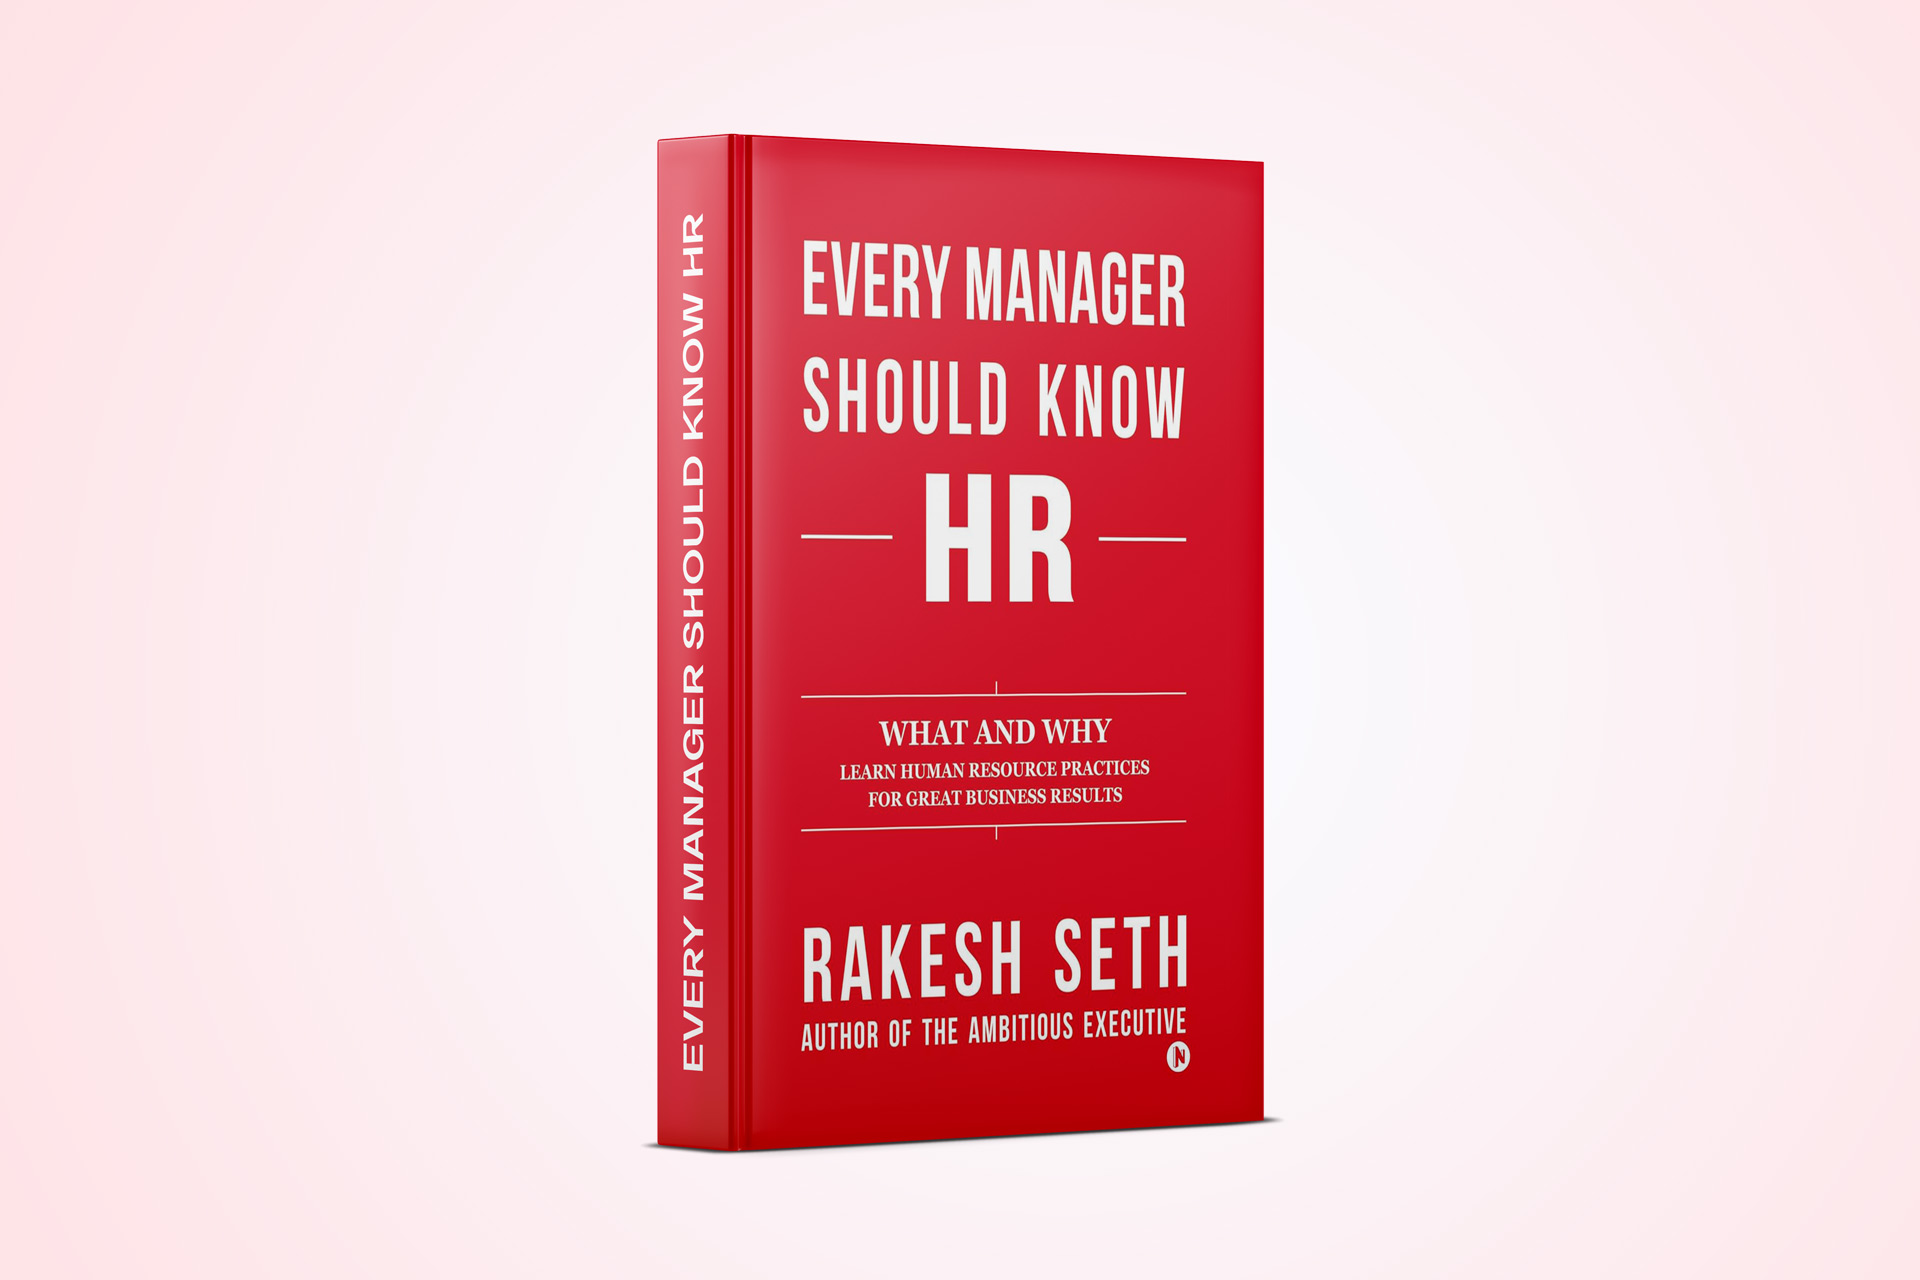 EVERY MANAGER SHOULD KNOW HR
EVERY MANAGER
SHOULD KNOW
HR
WHAT AND WHY
LEARN HUMAN RESOURCE PRACTICES
FOR GREAT BUSINESS RESULTS
RAKESH SETH
AUTHOR OF THE AMBITIOUS EXECUTIVE
N